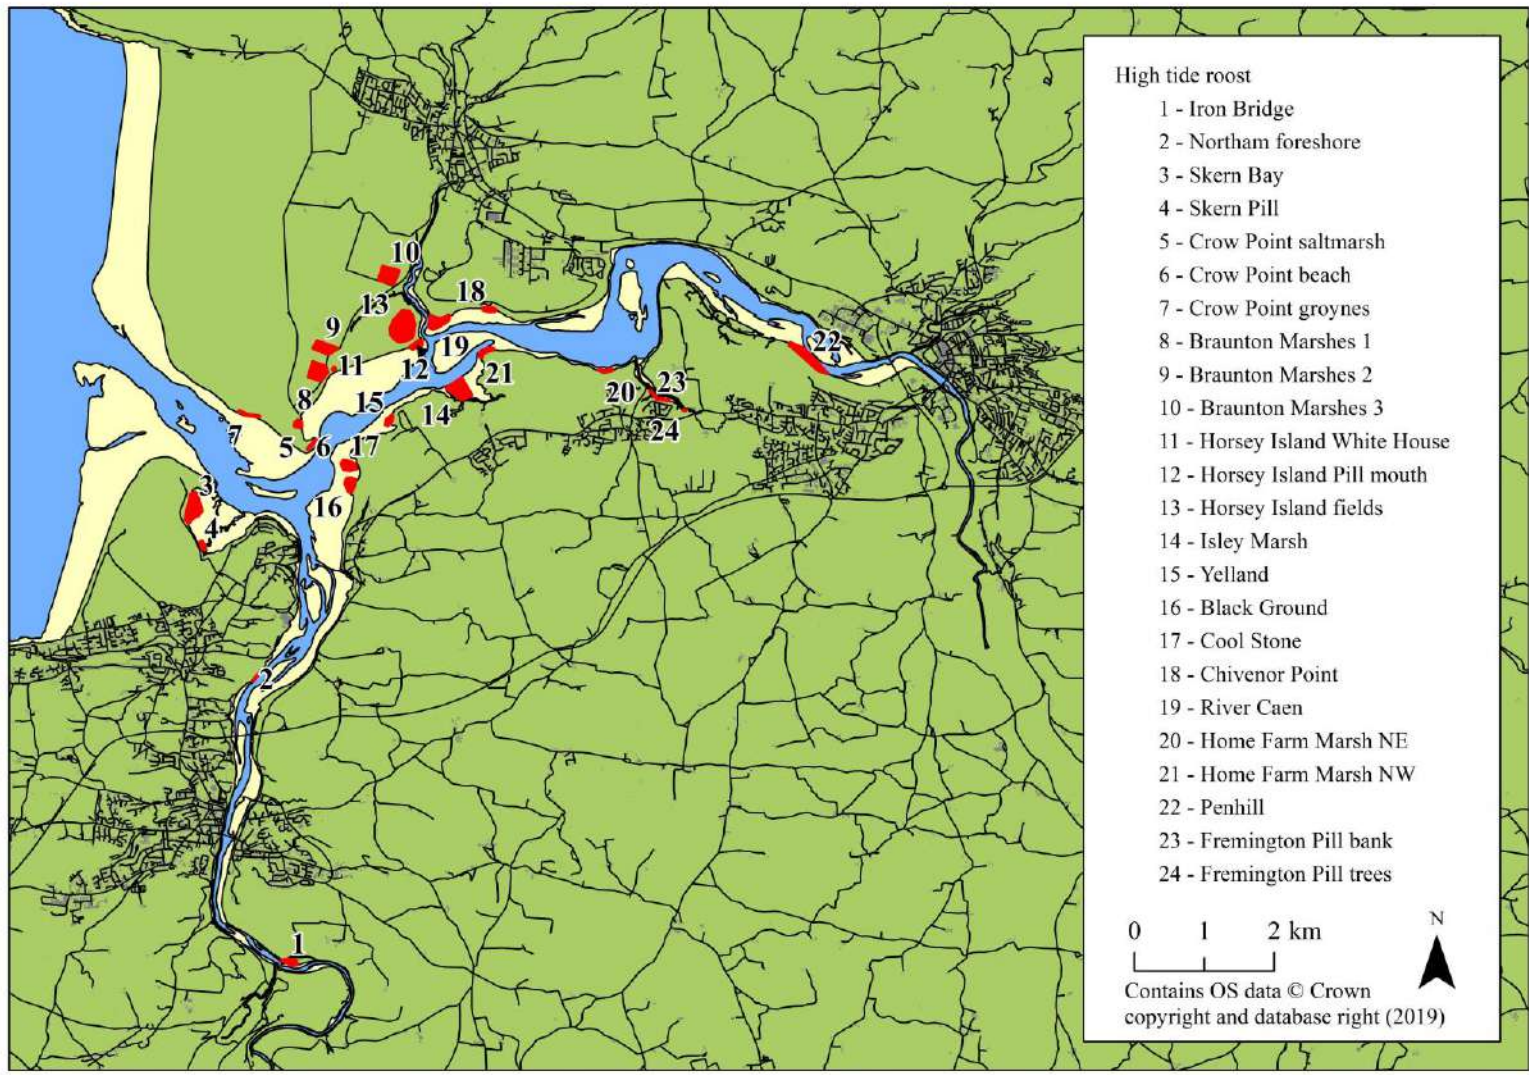 High tide roost
1 - Iron Bridge
2 - Northam foreshore
3 - Skern Bay
4 - Skern Pill
5 - Crow Point saltmarsh
6 - Crow Point beach
7 - Crow Point groynes
8 - Braunton Marshes 1
9 - Braunton Marshes 2
10 - Braunton Marshes 3
11 - Horsey Island White House
12 - Horsey Island Pill mouth
13 - Horsey Island fields
14 - Isley Marsh
15 - Yelland
16 - Black Ground
17 - Cool Stone
18 - Chivenor Point
19 - River Caen
20 - Home Farm Marsh NE
21 - Home Farm Marsh NW
22 - Penhill
23 - Fremington Pill bank
24 - Fremington Pill trees
0 1 2 km
N
Contains OS data © Crown
copyright and database right (2019)
10
13
18
9
19
12
11
21
22
20
23
8
15
14
7
5
6
17
24
3
16
4
2
1